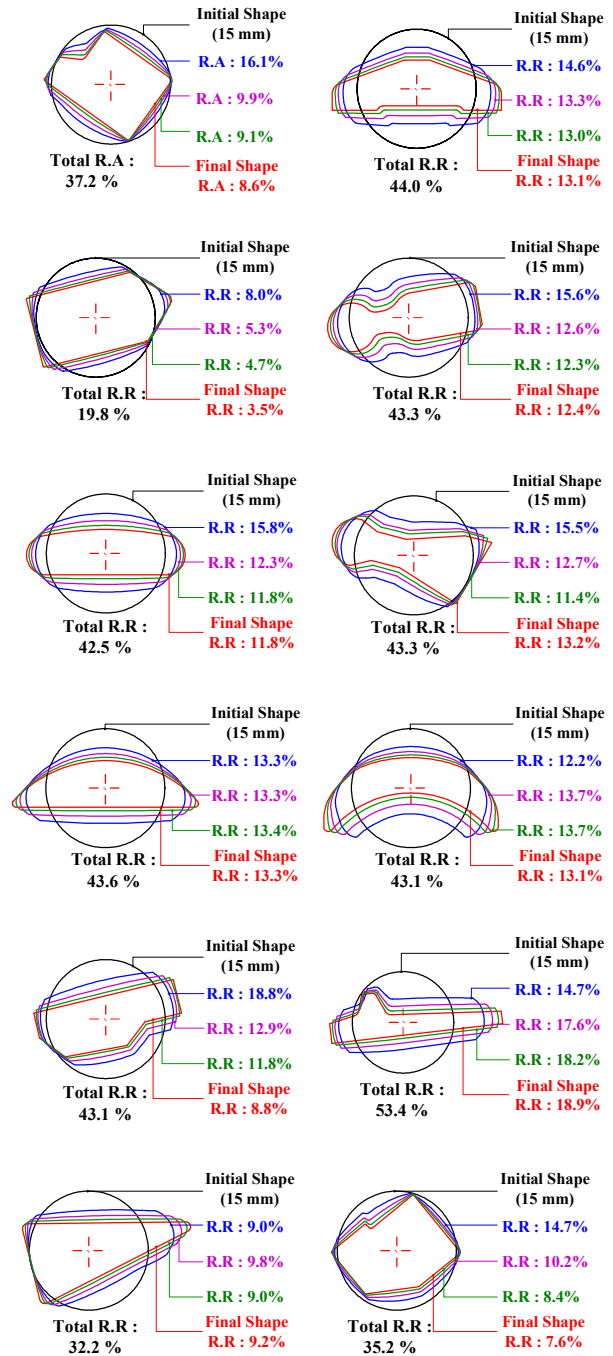 Initial Shape
(15 mm)
R.A : 16.1%
R.A : 9.9%
R.A : 9.1%
Final Shape
R.A : 8.6%
Total R.A :
37.2 %
Initial Shape
(15 mm)
R.R : 14.6%
R.R : 13.3%
R.R : 13.0%
Final Shape
R.R : 13.1%
Total R.R :
44.0 %
Initial Shape
(15 mm)
R.R : 8.0%
R.R : 5.3%
R.R : 4.7%
Final Shape
R.R : 3.5%
Total R.R :
19.8 %
Initial Shape
(15 mm)
R.R : 15.6%
R.R : 12.6%
R.R : 12.3%
Final Shape
R.R : 12.4%
Total R.R :
43.3 %
Initial Shape
(15 mm)
R.R : 15.8%
R.R : 12.3%
R.R : 11.8%
Final Shape
R.R : 11.8%
Total R.R :
42.5 %
Initial Shape
(15 mm)
R.R : 15.5%
R.R : 12.7%
R.R : 11.4%
Final Shape
R.R : 13.2%
Total R.R :
43.3 %
Initial Shape
(15 mm)
R.R : 13.3%
R.R : 13.3%
R.R : 13.4%
Final Shape
R.R : 13.3%
Total R.R :
43.6 %
Initial Shape
(15 mm)
R.R : 12.2%
R.R : 13.7%
R.R : 13.7%
Final Shape
R.R : 13.1%
Total R.R :
43.1 %
Initial Shape
(15 mm)
R.R : 18.8%
R.R : 12.9%
R.R : 11.8%
Final Shape
R.R : 8.8%
Total R.R :
43.1 %
Initial Shape
(15 mm)
R.R : 14.7%
R.R : 17.6%
R.R : 18.2%
Final Shape
R.R : 18.9%
Total R.R :
53.4 %
Initial Shape
(15 mm)
R.R : 9.0%
R.R : 9.8%
R.R : 9.0%
Final Shape
R.R : 9.2%
Total R.R :
32.2 %
Initial Shape
(15 mm)
R.R : 14.7%
R.R : 10.2%
R.R : 8.4%
Final Shape
R.R : 7.6%
Total R.R :
35.2 %